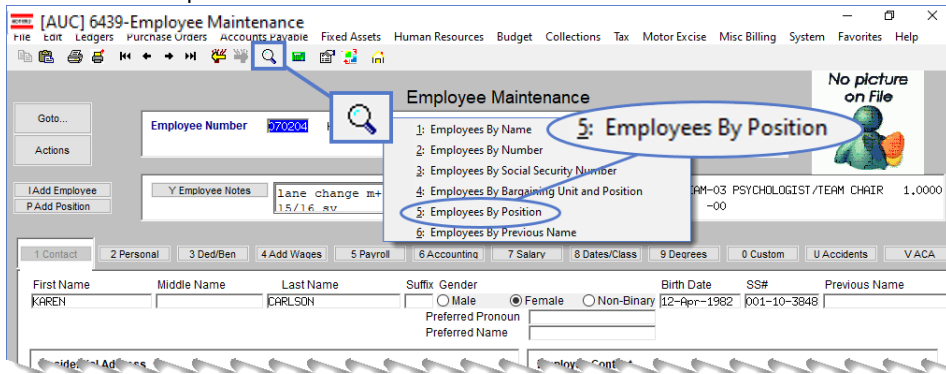 [AUC] 6439-Employee Maintenance
File Edit Ledgers Purchase Orders Accounts Payable Fixed Assets Human Resources Budget Collections Tax Motor Excise Misc Billing System Favorites Help
No picture
on File
Employee Maintenance
Goto...
Employee Number 070204
1: Employees By Name
5: Employees By Position
Actions
2: Employees By Number
3: Employees By Social Security Number
I Add Employee
Y Employee Notes
lane change m+
4: Employees By Bargaining Unit and Position
-03 PSYCHOLOGIST/TEAM CHAIR 1.0000
P Add Position
15/16 sy
5: Employees By Position
-00
6: Employees By Previous Name
1 Contact 2 Personal 3 Ded/Ben 4 Add Wages 5 Payroll 6 Accounting 7 Salary 8 Dates/Class 9 Degrees 0 Custom U Accidents V ACA
First Name Middle Name Last Name Suffix Gender Birth Date SS# Previous Name
KAREN CARLSON Male Female Non-Binary 12-Apr-1982 001-10-3848
Preferred Pronoun
Preferred Name